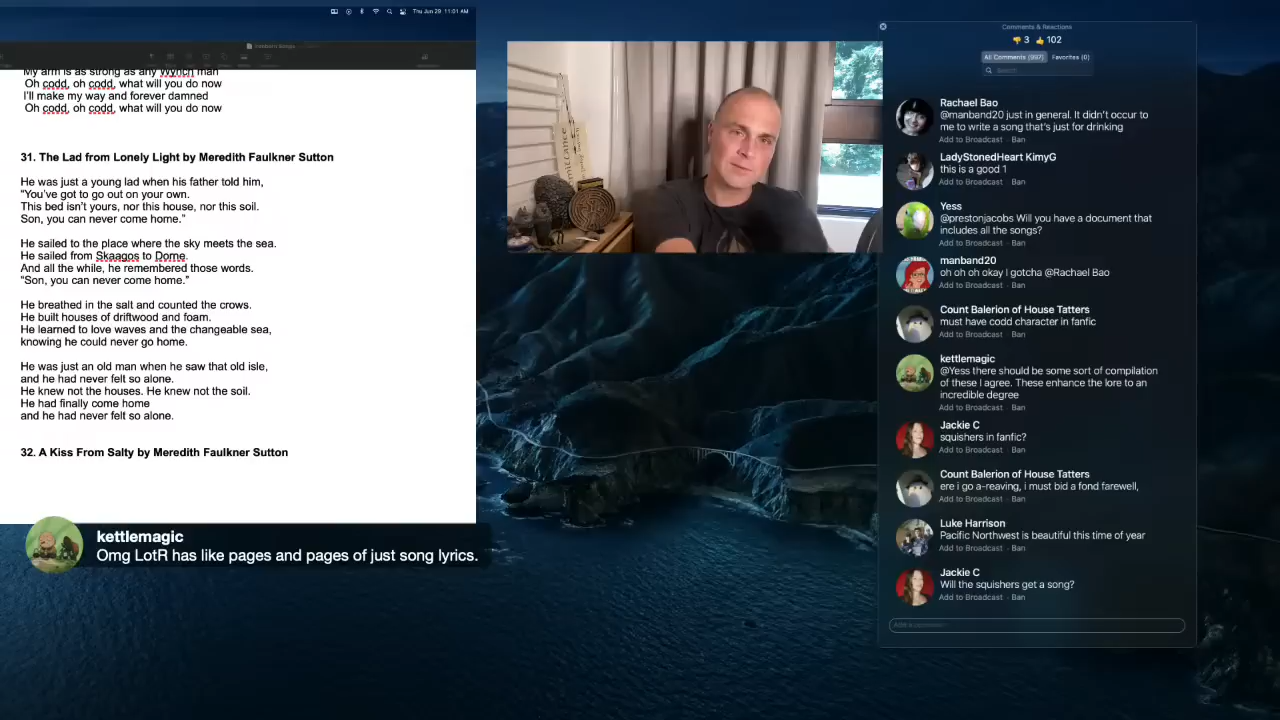 Thu Jun 29 11:01 AM
My arm is as strong as any Wynch man
Oh codd, oh codd, what will you do now
I'll make my way and forever damned
Oh codd, oh codd, what will you do now
31. The Lad from Lonely Light by Meredith Faulkner Sutton
He was just a young lad when his father told him,
"You've got to go out on your own.
This bed isn't yours, nor this house, nor this soil.
Son, you can never come home."
He sailed to the place where the sky meets the sea.
He sailed from Skaagos to Dorne.
And all the while, he remembered those words.
"Son, you can never come home."
He breathed in the salt and counted the crows.
He built houses of driftwood and foam.
He learned to love waves and the changeable sea,
knowing he could never go home.
He was just an old man when he saw that old isle,
and he had never felt so alone.
He knew not the houses. He knew not the soil.
He had finally come home
and he had never felt so alone.
32. A Kiss From Salty by Meredith Faulkner Sutton
kettlemagic
Omg LotR has like pages and pages of just song lyrics.
Comments & Reactions
3 102
All Comments (997) Favorites (0)
Search
Rachael Bao
@manband20 just in general. It didn't occur to
me to write a song that's just for drinking
Add to Broadcast · Ban
LadyStonedHeart KimyG
this is a good 1
Add to Broadcast · Ban
Yess
@prestonjacobs Will you have a document that
includes all the songs?
Add to Broadcast · Ban
manband20
oh oh oh okay I gotcha @Rachael Bao
Add to Broadcast · Ban
Count Balerion of House Tatters
must have codd character in fanfic
Add to Broadcast · Ban
kettlemagic
@Yess there should be some sort of compilation
of these I agree. These enhance the lore to an
incredible degree
Add to Broadcast · Ban
Jackie C
squishers in fanfic?
Add to Broadcast · Ban
Count Balerion of House Tatters
ere i go a-reaving, i must bid a fond farewell,
Add to Broadcast · Ban
Luke Harrison
Pacific Northwest is beautiful this time of year
Add to Broadcast · Ban
Jackie C
Will the squishers get a song?
Add to Broadcast · Ban
Add a comment